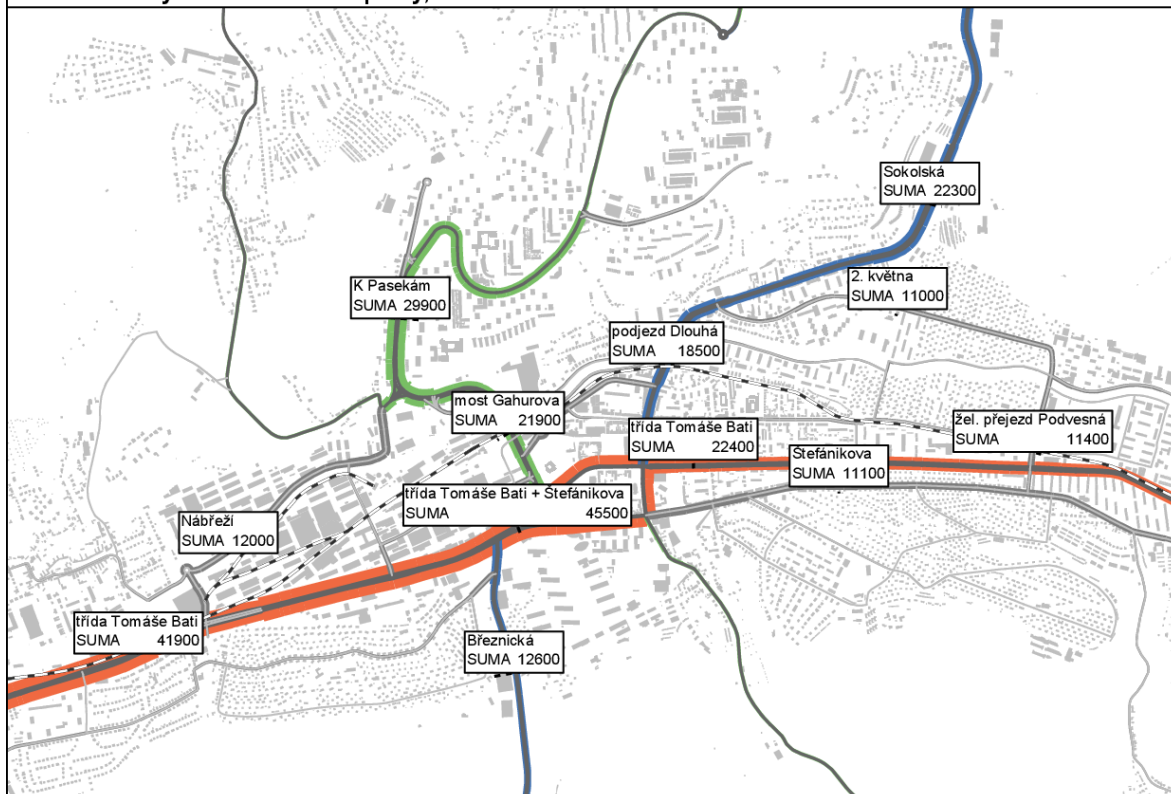 Sokolská
SUMA 22300
2. května
SUMA 11000
K Pasekám
SUMA 29900
podjezd Dlouhá
SUMA 18500
most Gahurova
SUMA 21900
třída Tomáše Bati
SUMA 22400
žel. přejezd Podvesná
SUMA 11400
Štefánikova
SUMA 11100
třída Tomáše Bati + Štefánikova
SUMA 45500
Nábřeží
SUMA 12000
třída Tomáše Bati
SUMA 41900
Březnická
SUMA 12600